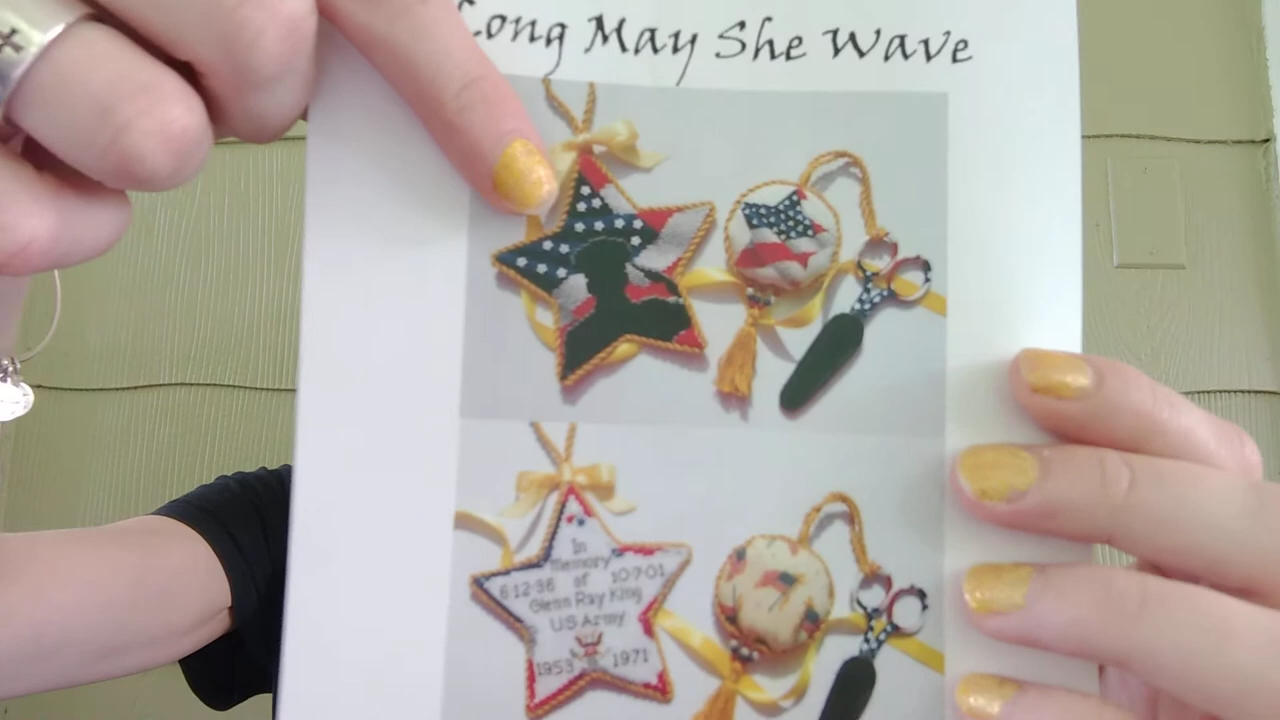 Long May She Wave
In
Memory
6·12·36 of 10·7·01
Glenn Ray King
US Army
1953 1971